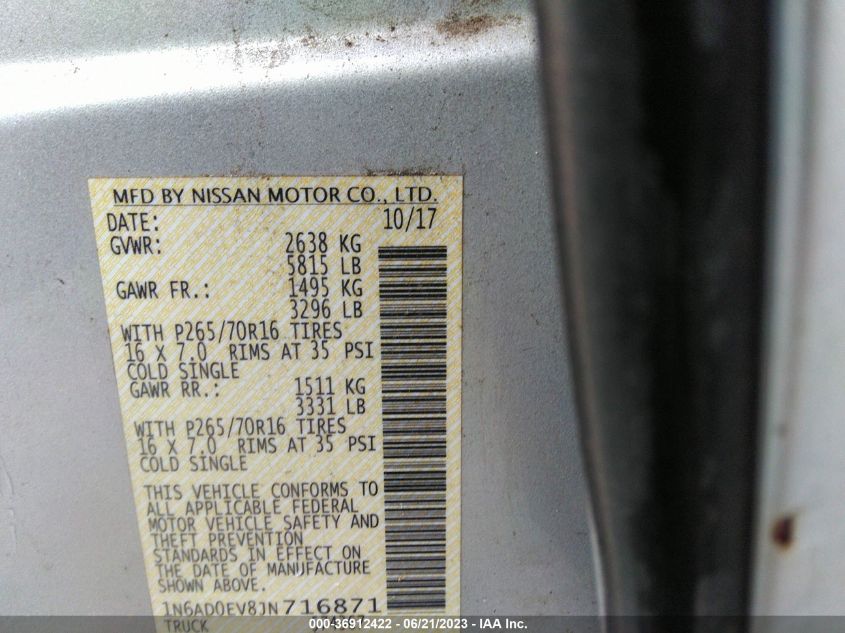 MFD BY NISSAN MOTOR CO., LTD.
DATE: 10/17
GVWR: 2638 KG
5815 LB
GAWR FR.: 1495 KG
3296 LB
WITH P265/70R16 TIRES
16 X 7.0 RIMS AT 35 PSI
COLD SINGLE
GAWR RR.: 1511 KG
3331 LB
WITH P265/70R16 TIRES
16 X 7.0 RIMS AT 35 PSI
COLD SINGLE
THIS VEHICLE CONFORMS TO
ALL APPLICABLE FEDERAL
MOTOR VEHICLE SAFETY AND
THEFT PREVENTION
STANDARDS IN EFFECT ON
THE DATE OF MANUFACTURE
SHOWN ABOVE.
1N6AD0EV8JN716871
TRUCK
000436912422 - 06/21/2023 - IAA Inc.